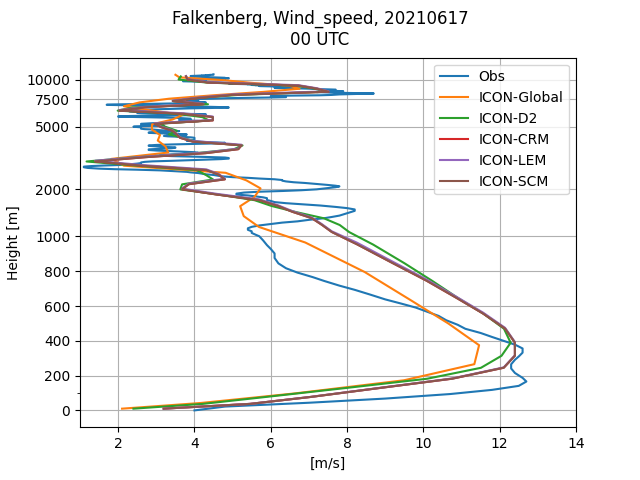 Falkenberg, Wind_speed, 20210617
00 UTC
Obs
ICON-Global
ICON-D2
ICON-CRM
ICON-LEM
ICON-SCM
Height [m]
10000
7500
5000
2000
1000
800
600
400
200
0
2 4 6 8 10 12 14
[m/s]